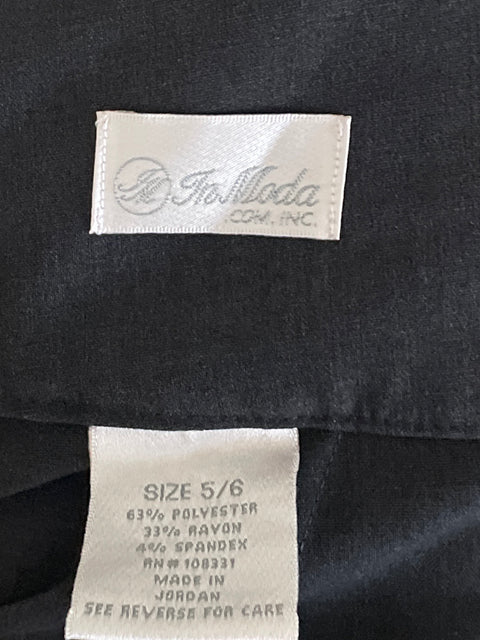 FloModa
.COM, INC.
SIZE 5/6
63% POLYESTER
33% RAYON
4% SPANDEX
RN# 108331
MADE IN
JORDAN
SEE REVERSE FOR CARE